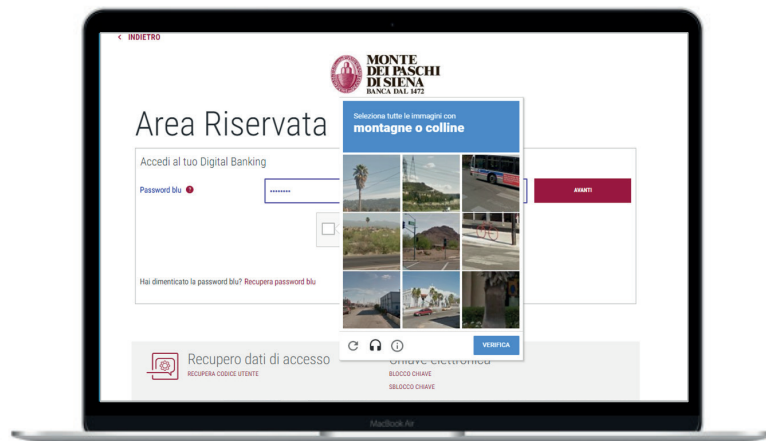 < INDIETRO
MONTE
DEI PASCHI
DI SIENA
BANCA DAL 1472
Area Riservata
Seleziona tutte le immagini con
montagne o colline
Accedi al tuo Digital Banking
Password blu ?
AVANTI
Hai dimenticato la password blu? Recupera password blu
VERIFICA
Recupero dati di accesso
RECUPERA CODICE UTENTE
Chiave elettronica
BLOCCO CHIAVE
SBLOCCO CHIAVE
MacBook Air